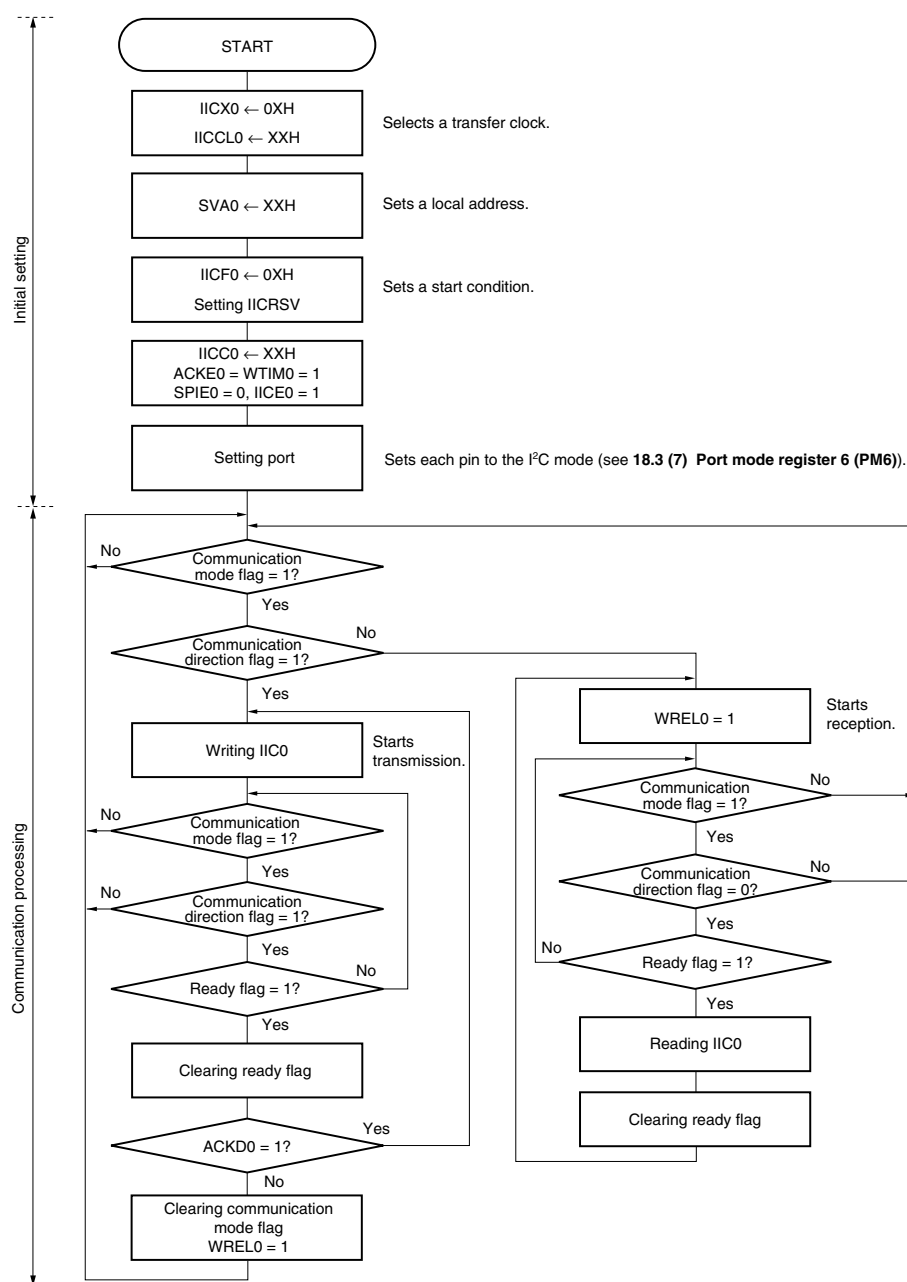 START
IICX0 ← 0XH
IICCL0 ← XXH
Selects a transfer clock.
SVA0 ← XXH
Sets a local address.
IICF0 ← 0XH
Setting IICRSV
Sets a start condition.
IICC0 ← XXH
ACKE0 = WTIM0 = 1
SPIE0 = 0, IICE0 = 1
Setting port
Sets each pin to the I²C mode (see 18.3 (7) Port mode register 6 (PM6)).
Initial setting
Communication processing
Communication
mode flag = 1?
No
Yes
Communication
direction flag = 1?
No
Yes
Writing IIC0
Starts
transmission.
Communication
mode flag = 1?
No
Yes
Communication
direction flag = 1?
No
Yes
Ready flag = 1?
No
Yes
Clearing ready flag
ACKD0 = 1?
Yes
No
Clearing communication
mode flag
WREL0 = 1
WREL0 = 1
Starts
reception.
Communication
mode flag = 1?
No
Yes
Communication
direction flag = 0?
No
Yes
Ready flag = 1?
No
Yes
Reading IIC0
Clearing ready flag